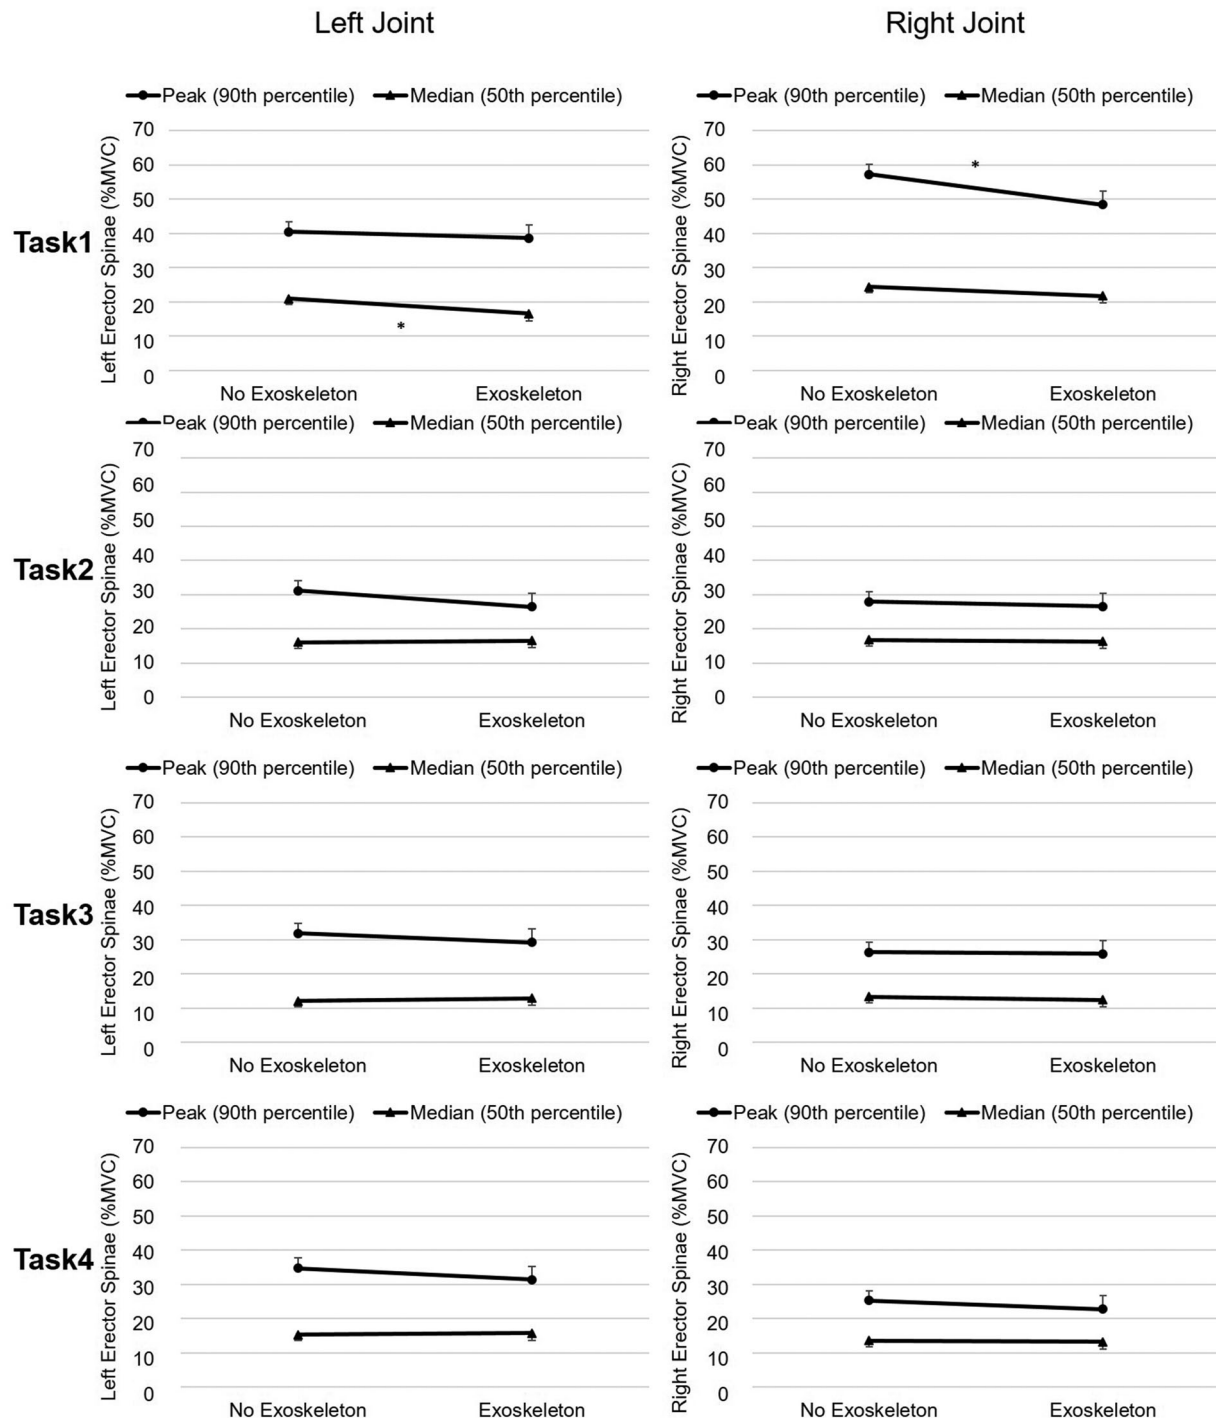 Left Joint
Right Joint
Peak (90th percentile) Median (50th percentile)
Peak (90th percentile) Median (50th percentile)
Task1
Left Erector Spinae (%MVC)
70
60
50
40
30
20
10
0
No Exoskeleton Exoskeleton
*
Right Erector Spinae (%MVC)
70
60
50
40
30
20
10
0
No Exoskeleton Exoskeleton
*
Peak (90th percentile) Median (50th percentile)
Peak (90th percentile) Median (50th percentile)
Task2
Left Erector Spinae (%MVC)
70
60
50
40
30
20
10
0
No Exoskeleton Exoskeleton
Right Erector Spinae (%MVC)
70
60
50
40
30
20
10
0
No Exoskeleton Exoskeleton
Peak (90th percentile) Median (50th percentile)
Peak (90th percentile) Median (50th percentile)
Task3
Left Erector Spinae (%MVC)
70
60
50
40
30
20
10
0
No Exoskeleton Exoskeleton
Right Erector Spinae (%MVC)
70
60
50
40
30
20
10
0
No Exoskeleton Exoskeleton
Peak (90th percentile) Median (50th percentile)
Peak (90th percentile) Median (50th percentile)
Task4
Left Erector Spinae (%MVC)
70
60
50
40
30
20
10
0
No Exoskeleton Exoskeleton
Right Erector Spinae (%MVC)
70
60
50
40
30
20
10
0
No Exoskeleton Exoskeleton